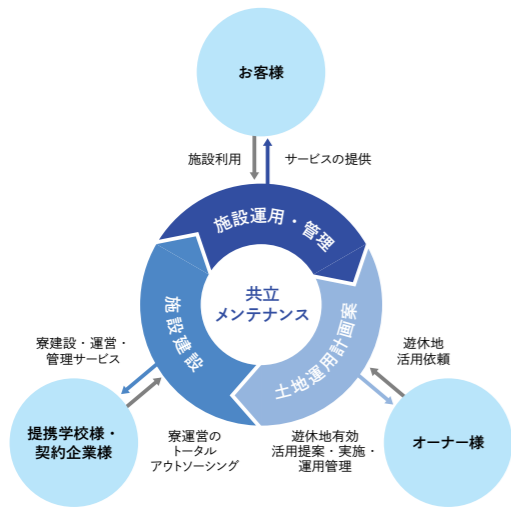 お客様
施設利用
サービスの提供
施設運用・管理
共立
メンテナンス
施設建設
土地運用計画案
寮建設・運営・
管理サービス
遊休地
活用依頼
提携学校様・
契約企業様
寮運営の
トータル
アウトソーシング
遊休地有効
活用提案・実施・
運用管理
オーナー様